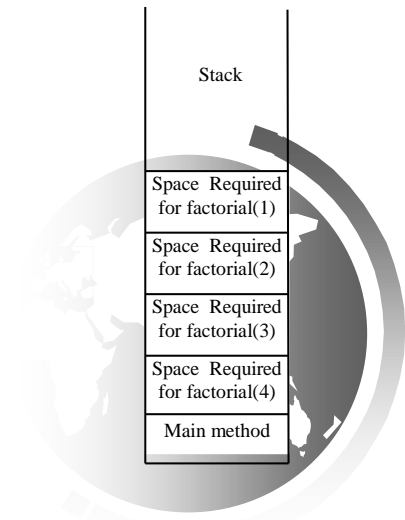 Stack
Space Required
for factorial(1)
Space Required
for factorial(2)
Space Required
for factorial(3)
Space Required
for factorial(4)
Main method